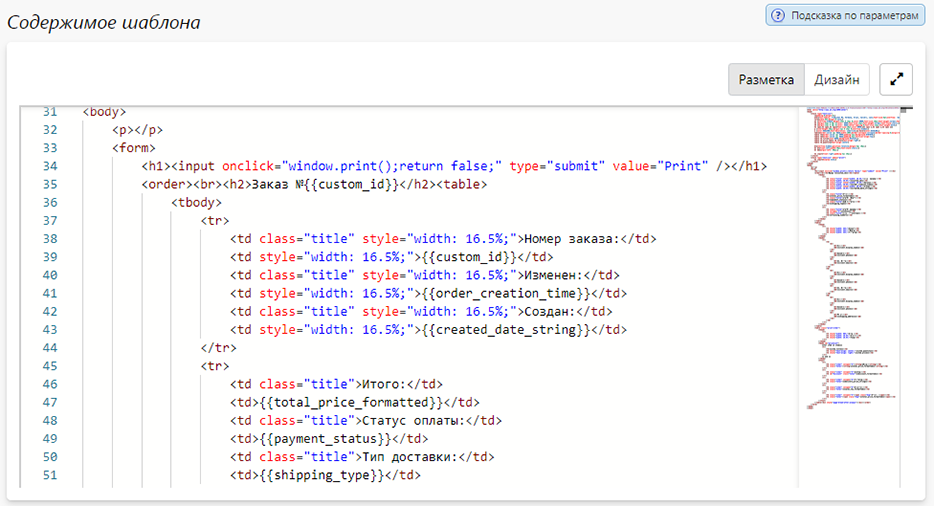 Содержимое шаблона
Подсказка по параметрам
Разметка Дизайн
31 <body>
32 <p></p>
33 <form>
34 <h1><input onclick="window.print();return false;" type="submit" value="Print" /></h1>
35 <order><br><h2>Заказ №{{custom_id}}</h2><table>
36 <tbody>
37 <tr>
38 <td class="title" style="width: 16.5%;">Номер заказа:</td>
39 <td style="width: 16.5%;">{{custom_id}}</td>
40 <td class="title" style="width: 16.5%;">Изменен:</td>
41 <td style="width: 16.5%;">{{order_creation_time}}</td>
42 <td class="title" style="width: 16.5%;">Создан:</td>
43 <td style="width: 16.5%;">{{created_date_string}}</td>
44 </tr>
45 <tr>
46 <td class="title">Итого:</td>
47 <td>{{total_price_formatted}}</td>
48 <td class="title">Статус оплаты:</td>
49 <td>{{payment_status}}</td>
50 <td class="title">Тип доставки:</td>
51 <td>{{shipping_type}}</td>